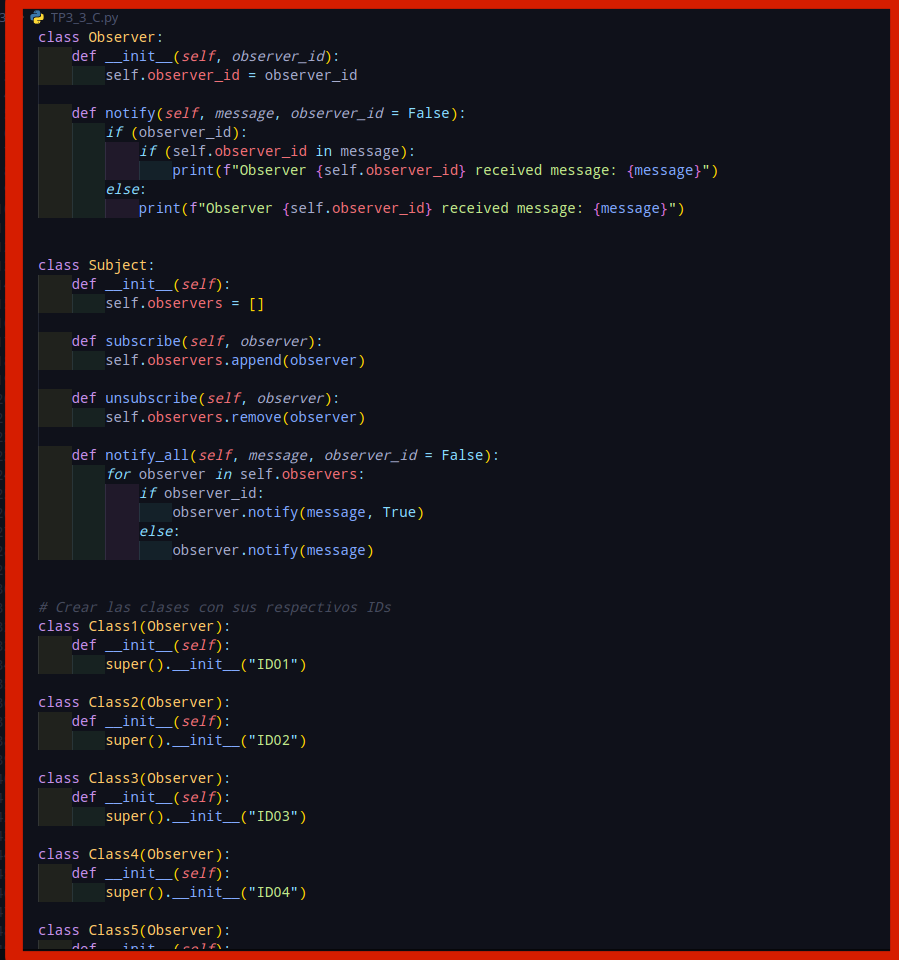 TP3_3_C.py
class Observer:
    def __init__(self, observer_id):
        self.observer_id = observer_id

    def notify(self, message, observer_id = False):
        if (observer_id):
            if (self.observer_id in message):
                print(f"Observer {self.observer_id} received message: {message}")
        else:
            print(f"Observer {self.observer_id} received message: {message}")


class Subject:
    def __init__(self):
        self.observers = []

    def subscribe(self, observer):
        self.observers.append(observer)

    def unsubscribe(self, observer):
        self.observers.remove(observer)

    def notify_all(self, message, observer_id = False):
        for observer in self.observers:
            if observer_id:
                observer.notify(message, True)
            else:
                observer.notify(message)


# Crear las clases con sus respectivos IDs
class Class1(Observer):
    def __init__(self):
        super().__init__("ID01")

class Class2(Observer):
    def __init__(self):
        super().__init__("ID02")

class Class3(Observer):
    def __init__(self):
        super().__init__("ID03")

class Class4(Observer):
    def __init__(self):
        super().__init__("ID04")

class Class5(Observer):
    def __init__(self):